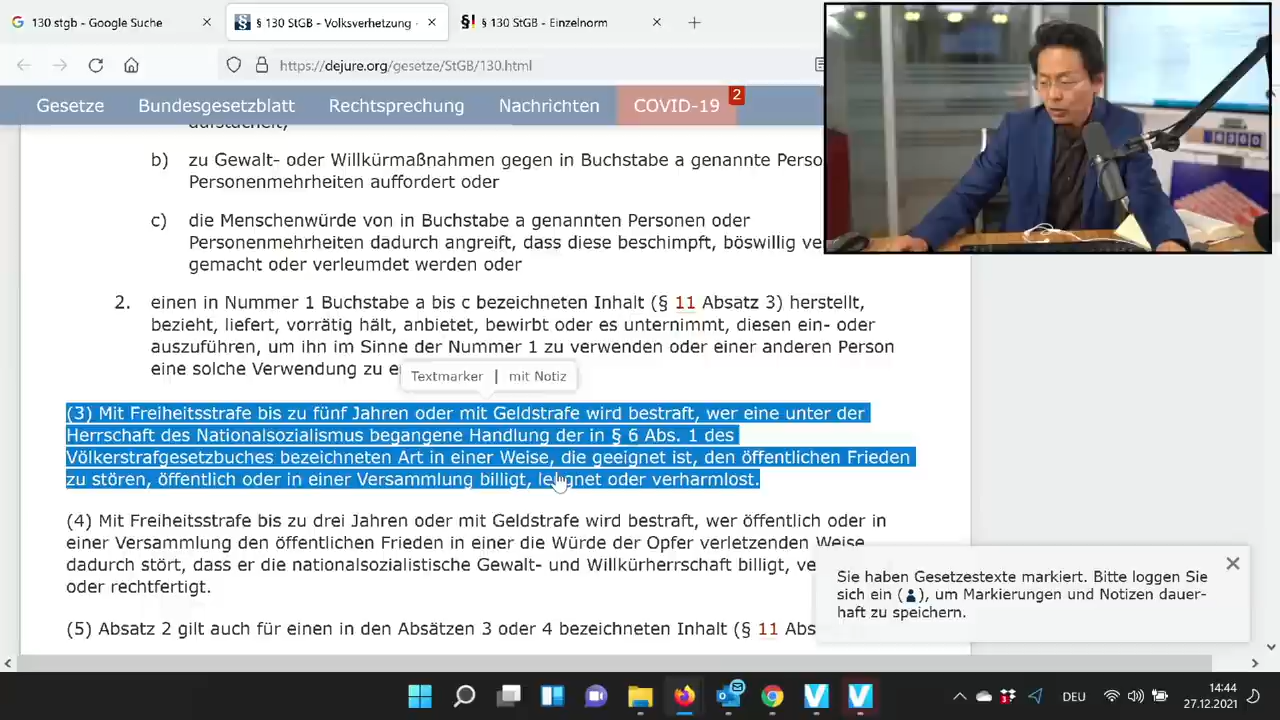 130 stgb - Google Suche
§ 130 StGB - Volksverhetzung -
§ 130 StGB - Einzelnorm
https://dejure.org/gesetze/StGB/130.html
Gesetze Bundesgesetzblatt Rechtsprechung Nachrichten COVID-19 2
aufstachelt,
b) zu Gewalt- oder Willkürmaßnahmen gegen in Buchstabe a genannte Perso
Personenmehrheiten auffordert oder
c) die Menschenwürde von in Buchstabe a genannten Personen oder
Personenmehrheiten dadurch angreift, dass diese beschimpft, böswillig ve
gemacht oder verleumdet werden oder
2. einen in Nummer 1 Buchstabe a bis c bezeichneten Inhalt (§ 11 Absatz 3) herstellt,
bezieht, liefert, vorrätig hält, anbietet, bewirbt oder es unternimmt, diesen ein- oder
auszuführen, um ihn im Sinne der Nummer 1 zu verwenden oder einer anderen Person
eine solche Verwendung zu e
Textmarker | mit Notiz
(3) Mit Freiheitsstrafe bis zu fünf Jahren oder mit Geldstrafe wird bestraft, wer eine unter der
Herrschaft des Nationalsozialismus begangene Handlung der in § 6 Abs. 1 des
Völkerstrafgesetzbuches bezeichneten Art in einer Weise, die geeignet ist, den öffentlichen Frieden
zu stören, öffentlich oder in einer Versammlung billigt, leugnet oder verharmlost.
(4) Mit Freiheitsstrafe bis zu drei Jahren oder mit Geldstrafe wird bestraft, wer öffentlich oder in
einer Versammlung den öffentlichen Frieden in einer die Würde der Opfer verletzenden Weise
dadurch stört, dass er die nationalsozialistische Gewalt- und Willkürherrschaft billigt, ve
oder rechtfertigt.
(5) Absatz 2 gilt auch für einen in den Absätzen 3 oder 4 bezeichneten Inhalt (§ 11 Abs
Sie haben Gesetzestexte markiert. Bitte loggen Sie
sich ein ( ), um Markierungen und Notizen dauer-
haft zu speichern.
DEU
14:44
27.12.2021